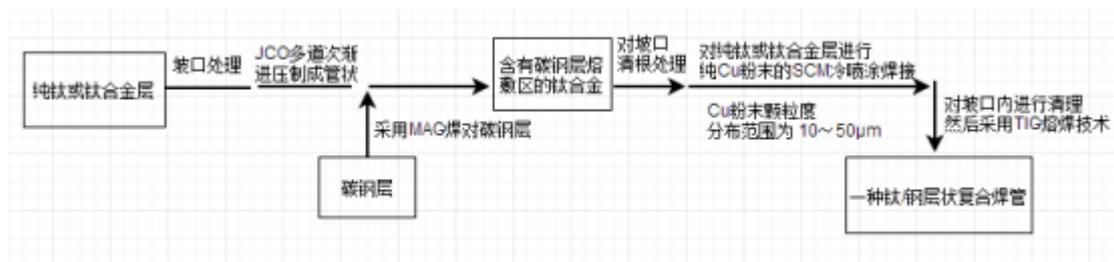 纯钛或钛合金层
坡口处理
JCO多道次渐
进压制成管状
采用MAG焊对碳钢层
碳钢层
含有碳钢层熔
敷区的钛合金
对坡口
清根处理
对纯钛或钛合金层进行
纯Cu粉末的SCM冷喷涂焊接
Cu粉末颗粒度
分布范围为 10～50μm
对坡口内进行清理
然后采用TIG熔焊技术
一种钛/钢层状复合焊管